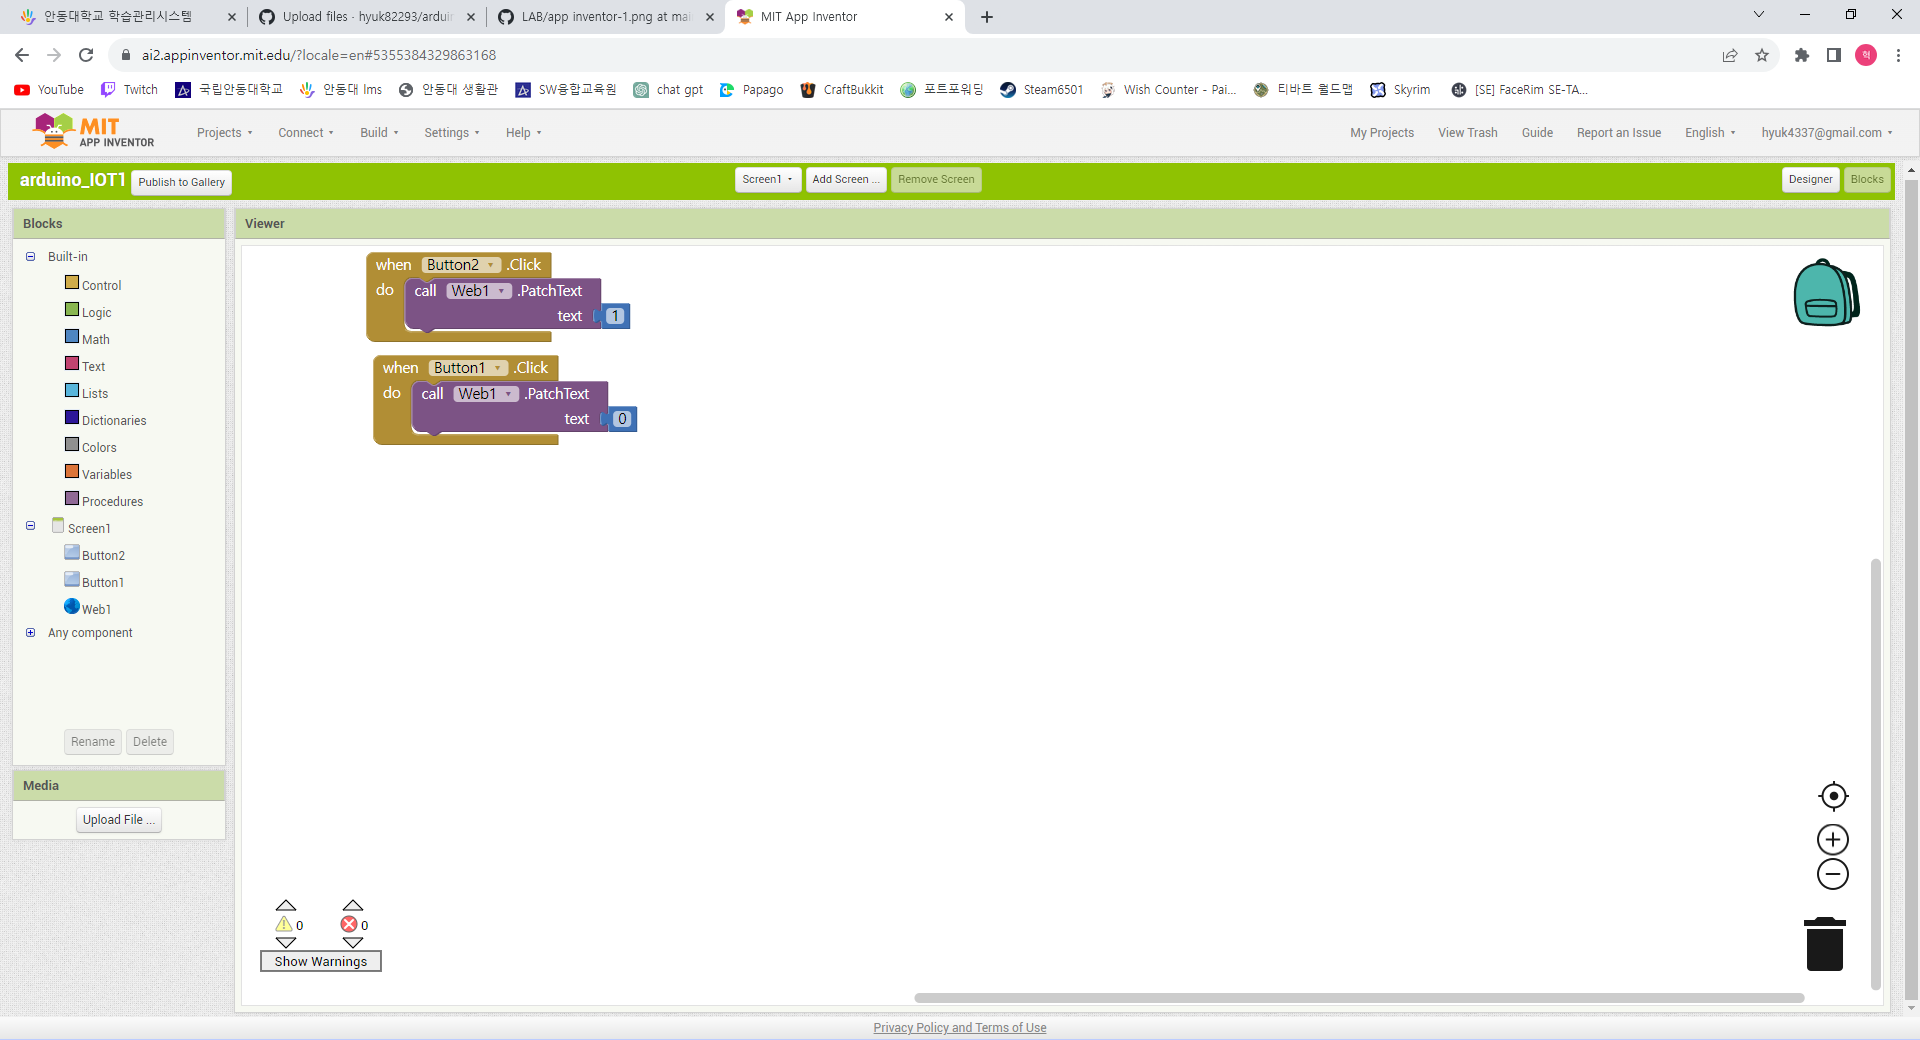 안동대학교 학습관리시스템
Upload files · hyuk82293/ardui
LAB/app inventor-1.png at mai
MIT App Inventor
ai2.appinventor.mit.edu/?locale=en#5355384329863168
혁
YouTube
Twitch
국립안동대학교
안동대 lms
안동대 생활관
SW융합교육원
chat gpt
Papago
CraftBukkit
포트포워딩
Steam6501
Wish Counter - Pai...
티바트 월드맵
Skyrim
[SE] FaceRim SE-TA...
MIT
APP INVENTOR
Projects
Connect
Build
Settings
Help
My Projects
View Trash
Guide
Report an Issue
English
hyuk4337@gmail.com
arduino_IOT1
Publish to Gallery
Screen1
Add Screen ...
Remove Screen
Designer
Blocks
Blocks
Built-in
Control
Logic
Math
Text
Lists
Dictionaries
Colors
Variables
Procedures
Screen1
Button2
Button1
Web1
Any component
Rename
Delete
Media
Upload File ...
Viewer
when Button2 .Click
do call Web1 .PatchText
text 1
when Button1 .Click
do call Web1 .PatchText
text 0
0
0
Show Warnings
Privacy Policy and Terms of Use